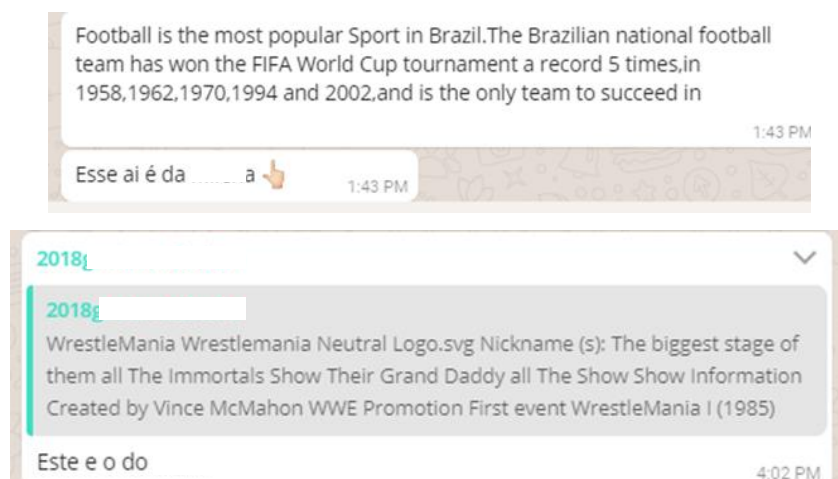 Football is the most popular Sport in Brazil.The Brazilian national football
team has won the FIFA World Cup tournament a record 5 times,in
1958,1962,1970,1994 and 2002,and is the only team to succeed in
1:43 PM
Esse ai é da a 👆🏻
1:43 PM
2018g
2018g
WrestleMania Wrestlemania Neutral Logo.svg Nickname (s): The biggest stage of
them all The Immortals Show Their Grand Daddy all The Show Show Information
Created by Vince McMahon WWE Promotion First event WrestleMania I (1985)
Este e o do
4:02 PM